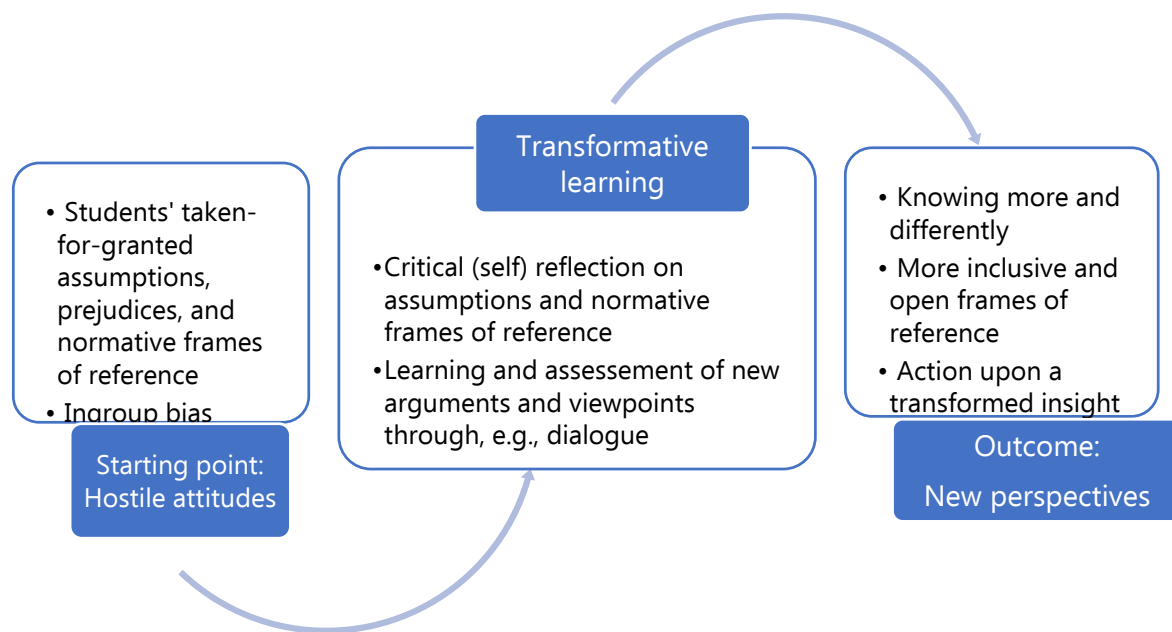 • Students' taken-
for-granted
assumptions,
prejudices, and
normative frames
of reference
• Ingroup bias
Starting point:
Hostile attitudes
Transformative
learning
•Critical (self) reflection on
assumptions and normative
frames of reference
•Learning and assessement of new
arguments and viewpoints
through, e.g., dialogue
• Knowing more and
differently
• More inclusive and
open frames of
reference
• Action upon a
transformed insight
Outcome:
New perspectives